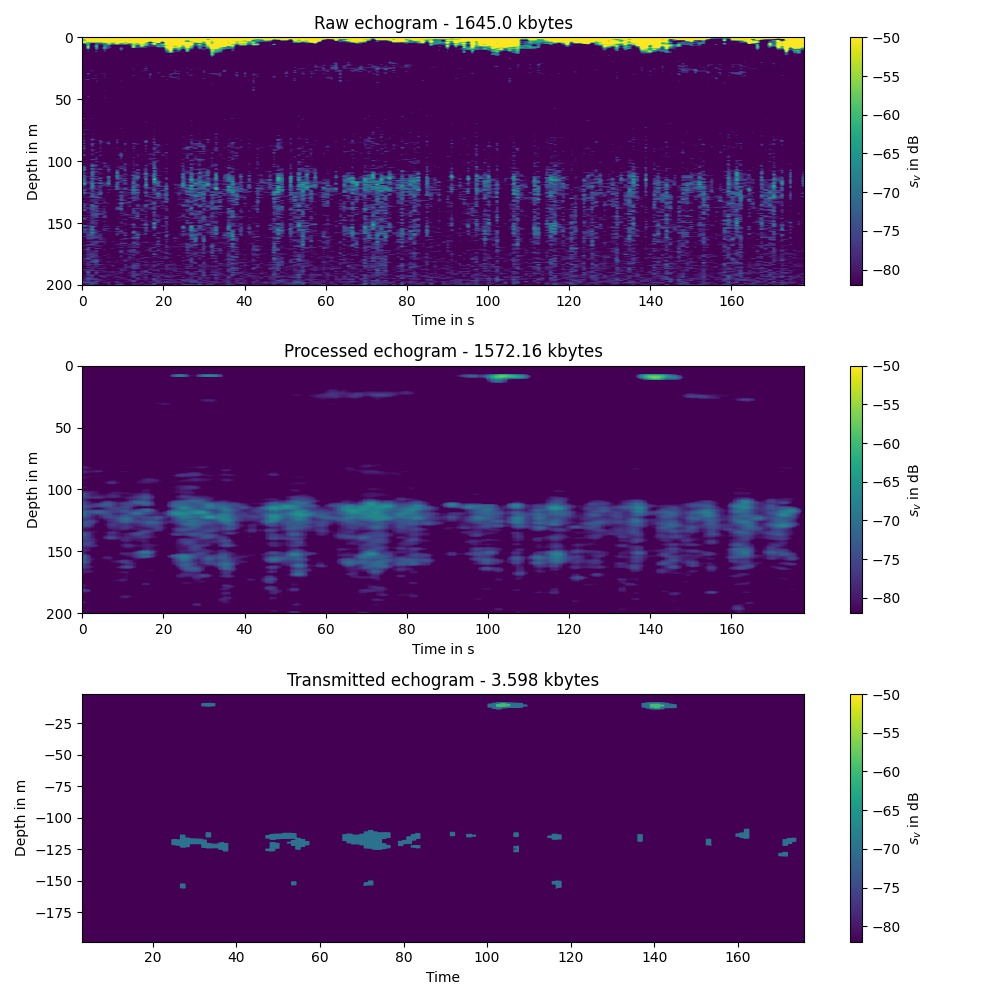 Raw echogram - 1645.0 kbytes
0
50
100
150
200
Depth in m
0 20 40 60 80 100 120 140 160
Time in s
−50
−55
−60
−65
−70
−75
−80
sv in dB
Processed echogram - 1572.16 kbytes
0
50
100
150
200
Depth in m
0 20 40 60 80 100 120 140 160
Time in s
−50
−55
−60
−65
−70
−75
−80
sv in dB
Transmitted echogram - 3.598 kbytes
−25
−50
−75
−100
−125
−150
−175
Depth in m
20 40 60 80 100 120 140 160
Time
−50
−55
−60
−65
−70
−75
−80
sv in dB